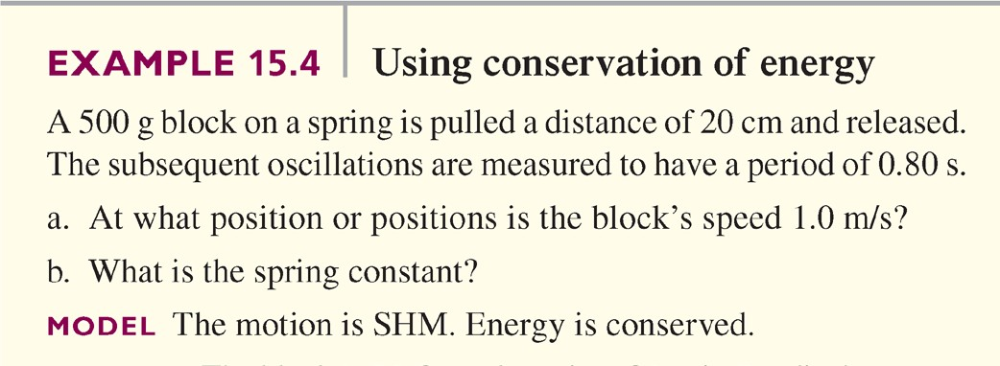 EXAMPLE 15.4 Using conservation of energy
A 500 g block on a spring is pulled a distance of 20 cm and released.
The subsequent oscillations are measured to have a period of 0.80 s.
a. At what position or positions is the block's speed 1.0 m/s?
b. What is the spring constant?
MODEL The motion is SHM. Energy is conserved.